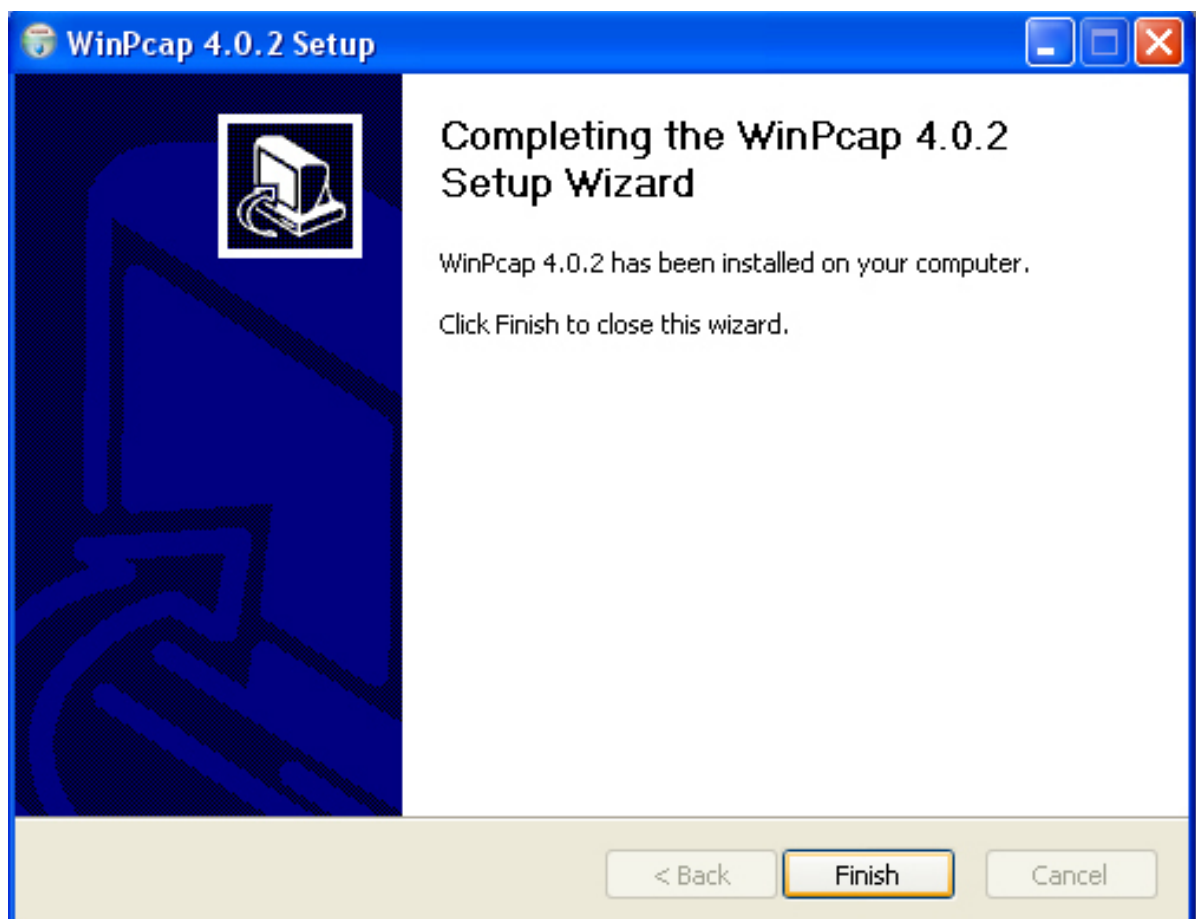 WinPcap 4.0.2 Setup
Completing the WinPcap 4.0.2
Setup Wizard
WinPcap 4.0.2 has been installed on your computer.
Click Finish to close this wizard.
< Back
Finish
Cancel